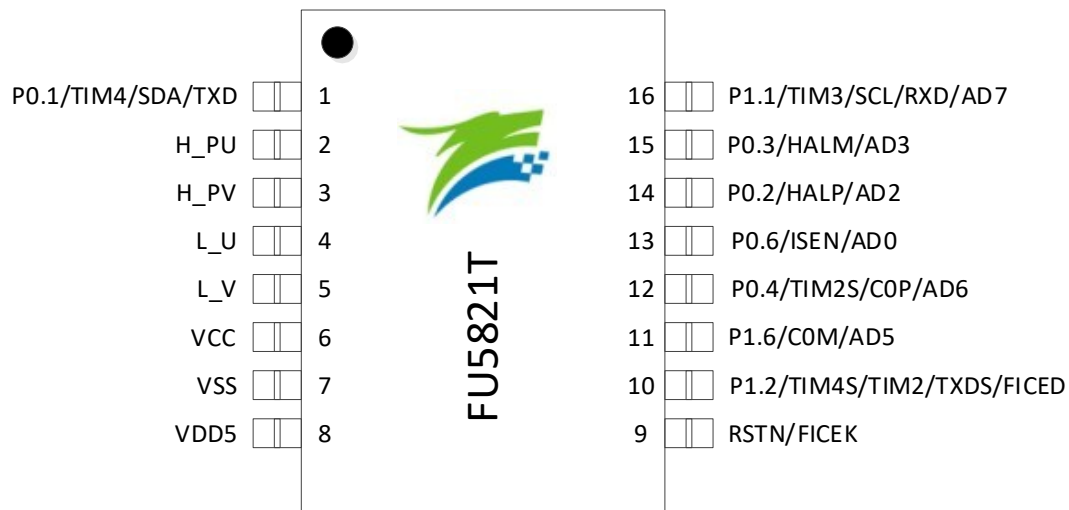 P0.1/TIM4/SDA/TXD 1 16 P1.1/TIM3/SCL/RXD/AD7
H_PU 2 15 P0.3/HALM/AD3
H_PV 3 14 P0.2/HALP/AD2
L_U 4 13 P0.6/ISEN/AD0
L_V 5 12 P0.4/TIM2S/C0P/AD6
VCC 6 11 P1.6/C0M/AD5
VSS 7 10 P1.2/TIM4S/TIM2/TXDS/FICED
VDD5 8 9 RSTN/FICEK
FU5821T